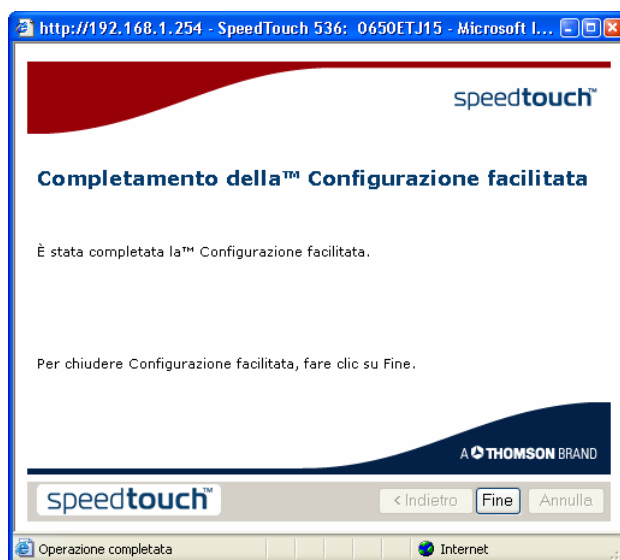 http://192.168.1.254 - SpeedTouch 536: 0650ETJ15 - Microsoft I...
speedtouch™
Completamento della™ Configurazione facilitata
È stata completata la™ Configurazione facilitata.
Per chiudere Configurazione facilitata, fare clic su Fine.
A THOMSON BRAND
speedtouch™
< Indietro Fine Annulla
Operazione completata Internet